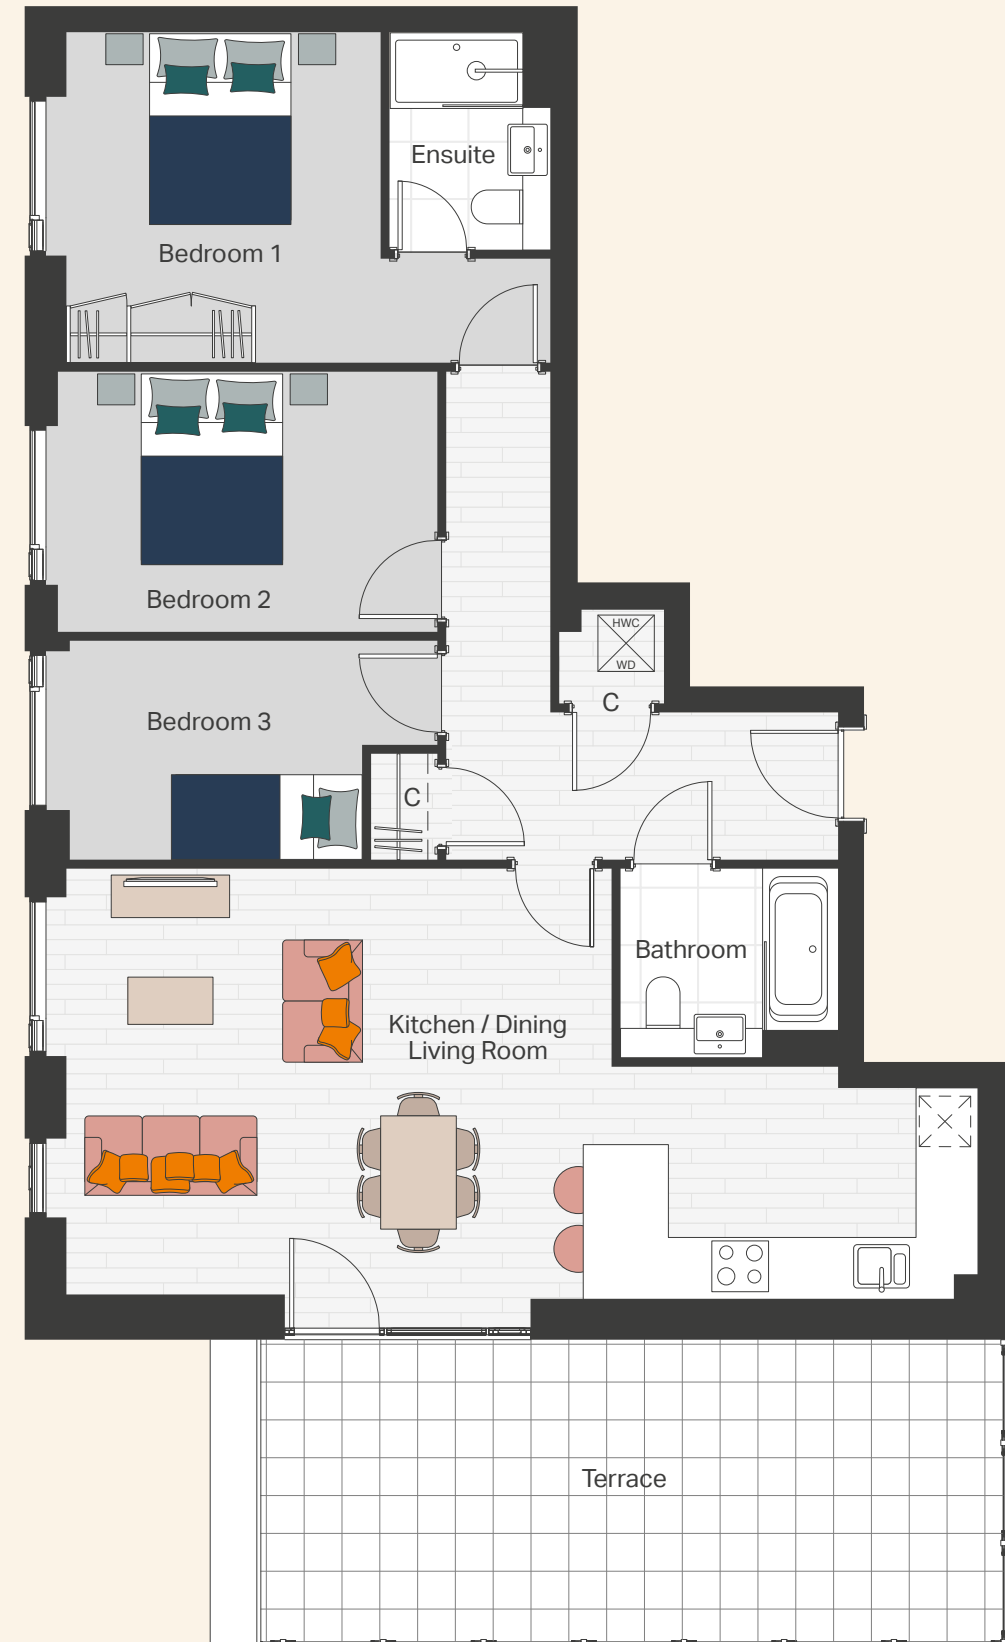 Ensuite
Bedroom 1
Bedroom 2
HWC
WD
C
Bedroom 3
C
Bathroom
Kitchen / Dining
Living Room
Terrace